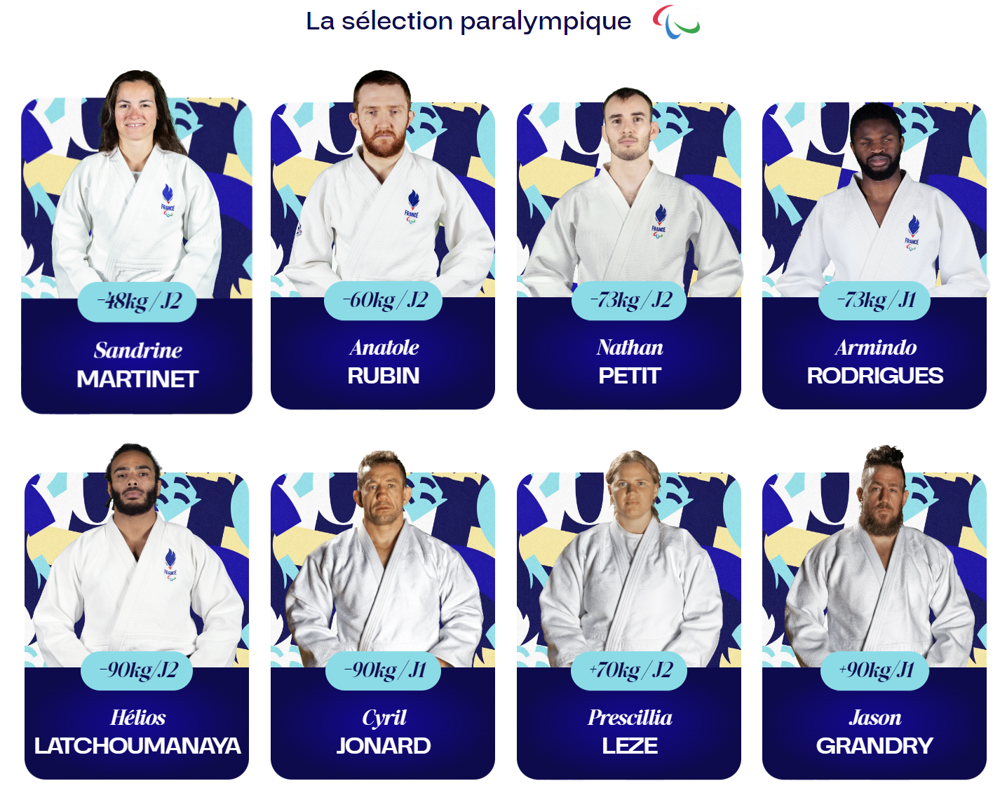 La sélection paralympique
FRANCE
FRANCE
FRANCE
FRANCE
-48kg / J2
-60kg / J2
-73kg / J2
-73kg / J1
Sandrine
MARTINET
Anatole
RUBIN
Nathan
PETIT
Armindo
RODRIGUES
FRANCE
-90kg/J2
-90kg / J1
+70kg / J2
+90kg/J1
Hélios
LATCHOUMANAYA
Cyril
JONARD
Prescillia
LEZE
Jason
GRANDRY